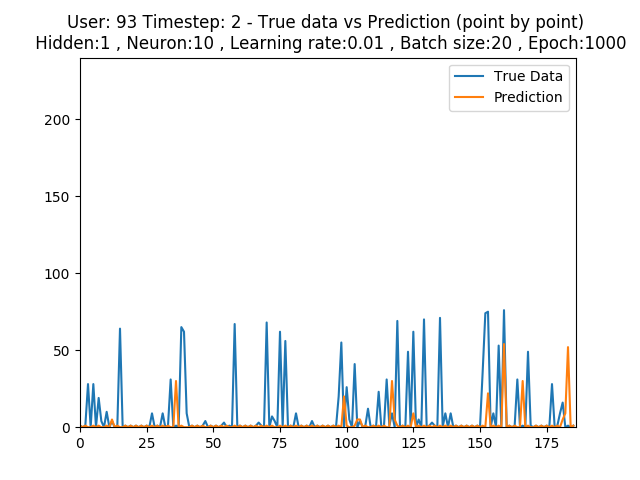 User: 93 Timestep: 2 - True data vs Prediction (point by point)
Hidden:1 , Neuron:10 , Learning rate:0.01 , Batch size:20 , Epoch:1000
True Data
Prediction
200
150
100
50
0
0 25 50 75 100 125 150 175